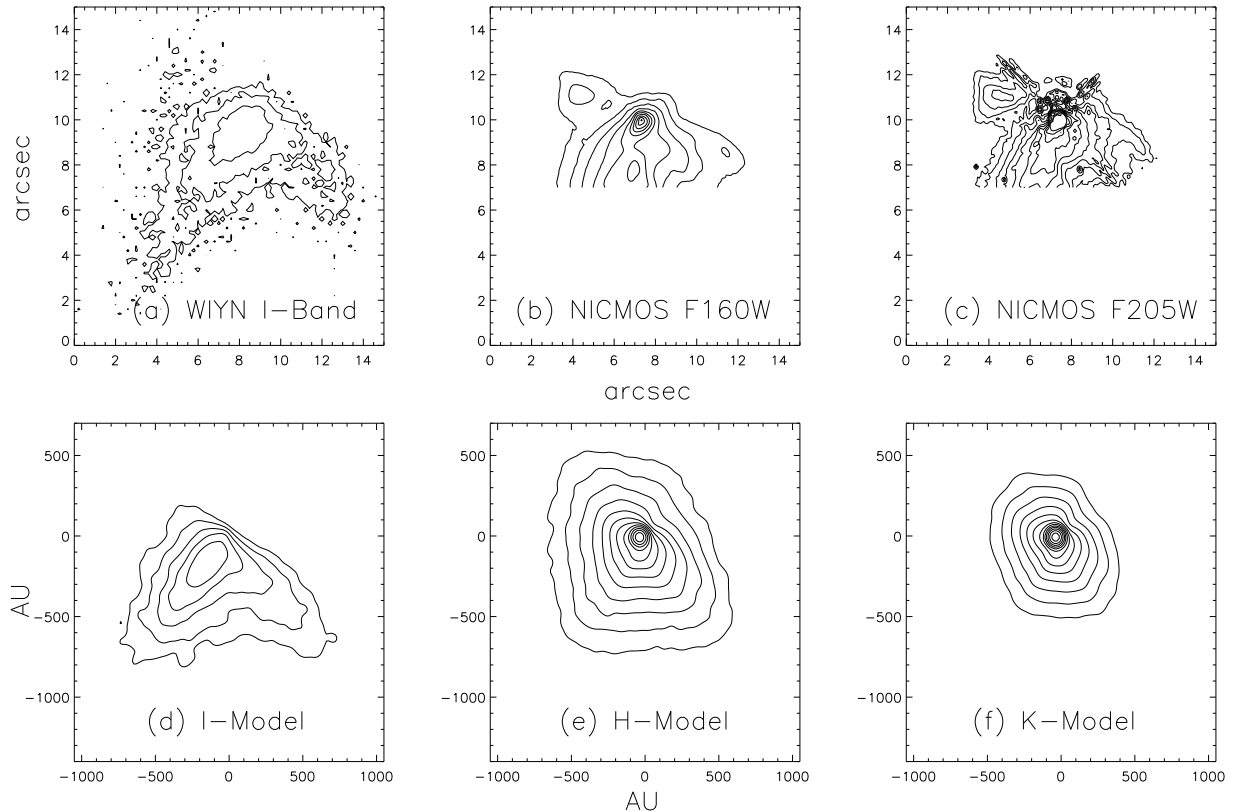 14
12
10
8
6
4
2
0
arcsec
(a) WIYN I−Band
0 2 4 6 8 10 12 14
14
12
10
8
6
4
2
0
(b) NICMOS F160W
0 2 4 6 8 10 12 14
arcsec
14
12
10
8
6
4
2
0
(c) NICMOS F205W
0 2 4 6 8 10 12 14
500
0
−500
−1000
AU
(d) I−Model
−1000 −500 0 500 1000
500
0
−500
−1000
(e) H−Model
−1000 −500 0 500 1000
AU
500
0
−500
−1000
(f) K−Model
−1000 −500 0 500 1000